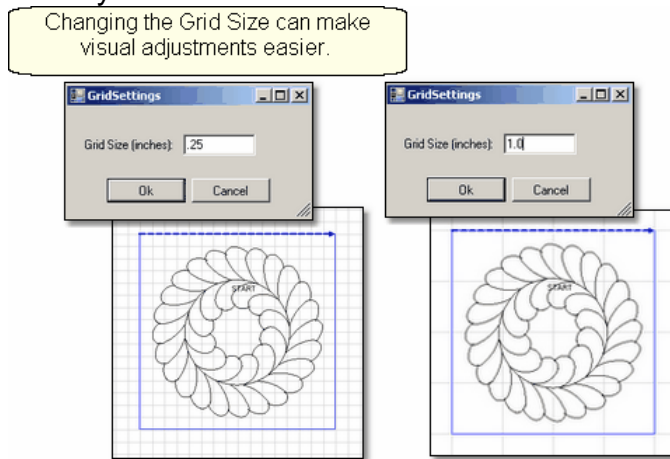 Changing the Grid Size can make
visual adjustments easier.
GridSettings
Grid Size (inches): .25
Ok Cancel
START
GridSettings
Grid Size (inches): 1.0
Ok Cancel
START